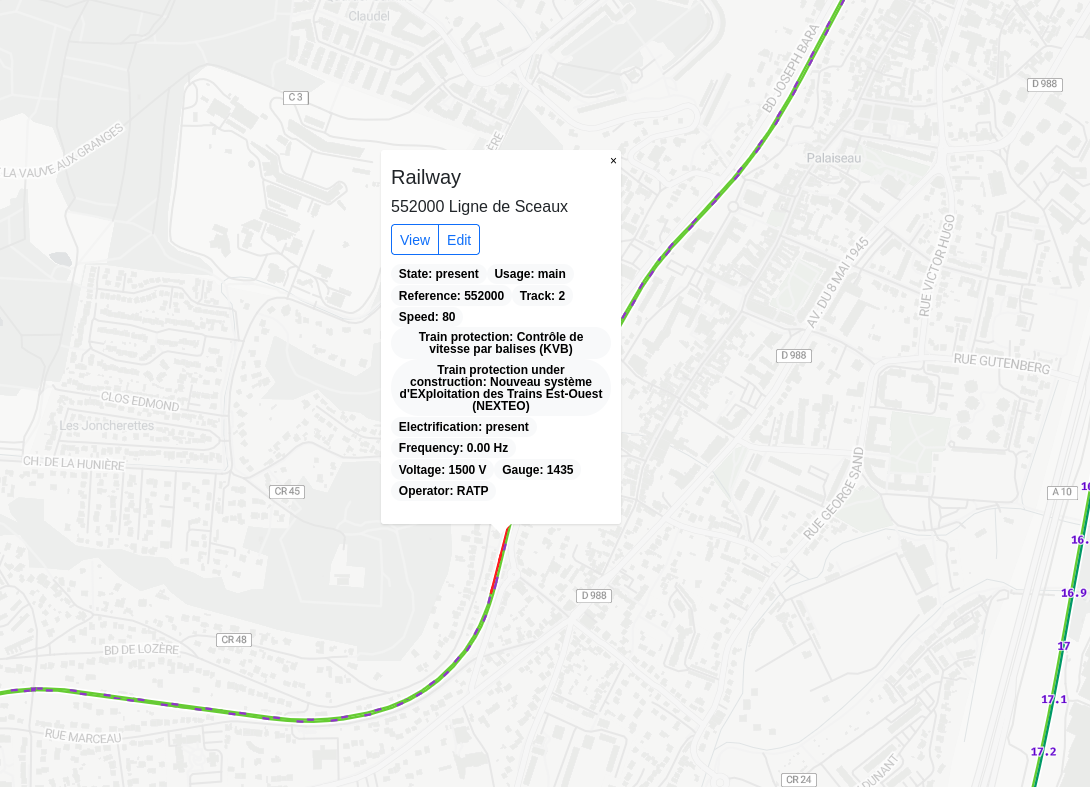 Claudel
C 3
BD JOSEPH BARA
D 988
LA VAUVE AUX GRANGES
ÈRE
Palaiseau
×
Railway
552000 Ligne de Sceaux
View Edit
State: present Usage: main
Reference: 552000 Track: 2
Speed: 80
Train protection: Contrôle de
vitesse par balises (KVB)
Train protection under
construction: Nouveau système
d'EXploitation des Trains Est-Ouest
(NEXTEO)
Electrification: present
Frequency: 0.00 Hz
Voltage: 1500 V Gauge: 1435
Operator: RATP
AV. DU 8 MAI 1945
RUE VICTOR HUGO
D 988
RUE GUTENBERG
CLOS EDMOND
Les Joncherettes
CH. DE LA HUNIÈRE
CR 45
RUE GEORGE SAND
A 10
16.
16.9
D 988
CR 48
BD DE LOZÈRE
17
17.1
RUE MARCEAU
17.2
CR 24
DUNANT